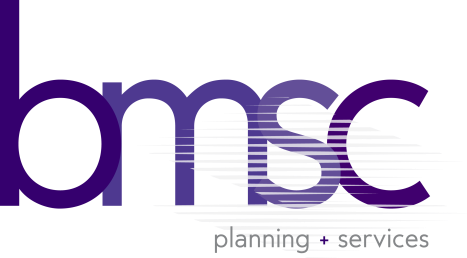 bmsc
planning + services